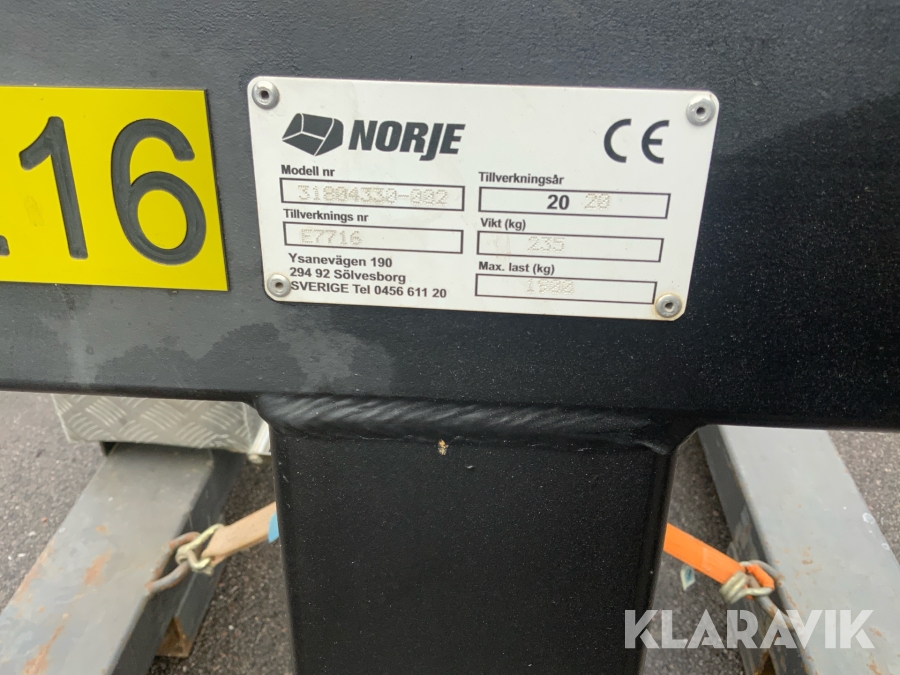 16
NORJE
CE
Modell nr
31804330-002
Tillverknings nr
E7716
Ysanevägen 190
294 92 Sölvesborg
SVERIGE Tel 0456 611 20
Tillverkningsår
20 20
Vikt (kg)
235
Max. last (kg)
KLARAVIK